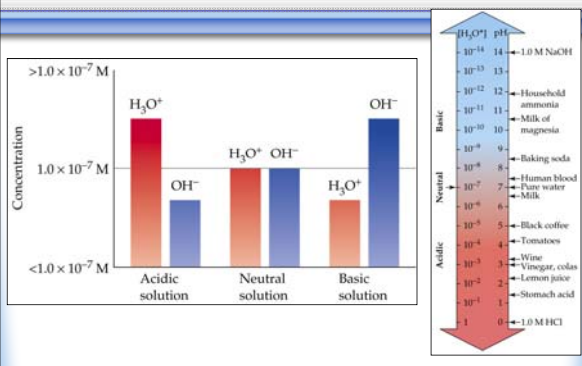 >1.0 × 10⁻⁷ M
1.0 × 10⁻⁷ M
<1.0 × 10⁻⁷ M
Concentration
H₃O⁺
OH⁻
H₃O⁺ OH⁻
H₃O⁺
OH⁻
Acidic
solution
Neutral
solution
Basic
solution
[H₃O⁺] pH
10⁻¹⁴ 14 1.0 M NaOH
10⁻¹³ 13
10⁻¹² 12 Household
ammonia
10⁻¹¹ 11 Milk of
magnesia
10⁻¹⁰ 10
10⁻⁹ 9
Baking soda
10⁻⁸ 8
Human blood
10⁻⁷ 7 Pure water
Milk
10⁻⁶ 6
10⁻⁵ 5 Black coffee
10⁻⁴ 4 Tomatoes
Wine
10⁻³ 3 Vinegar, colas
Lemon juice
10⁻² 2
Stomach acid
10⁻¹ 1
1 0 1.0 M HCl
Basic
Neutral
Acidic